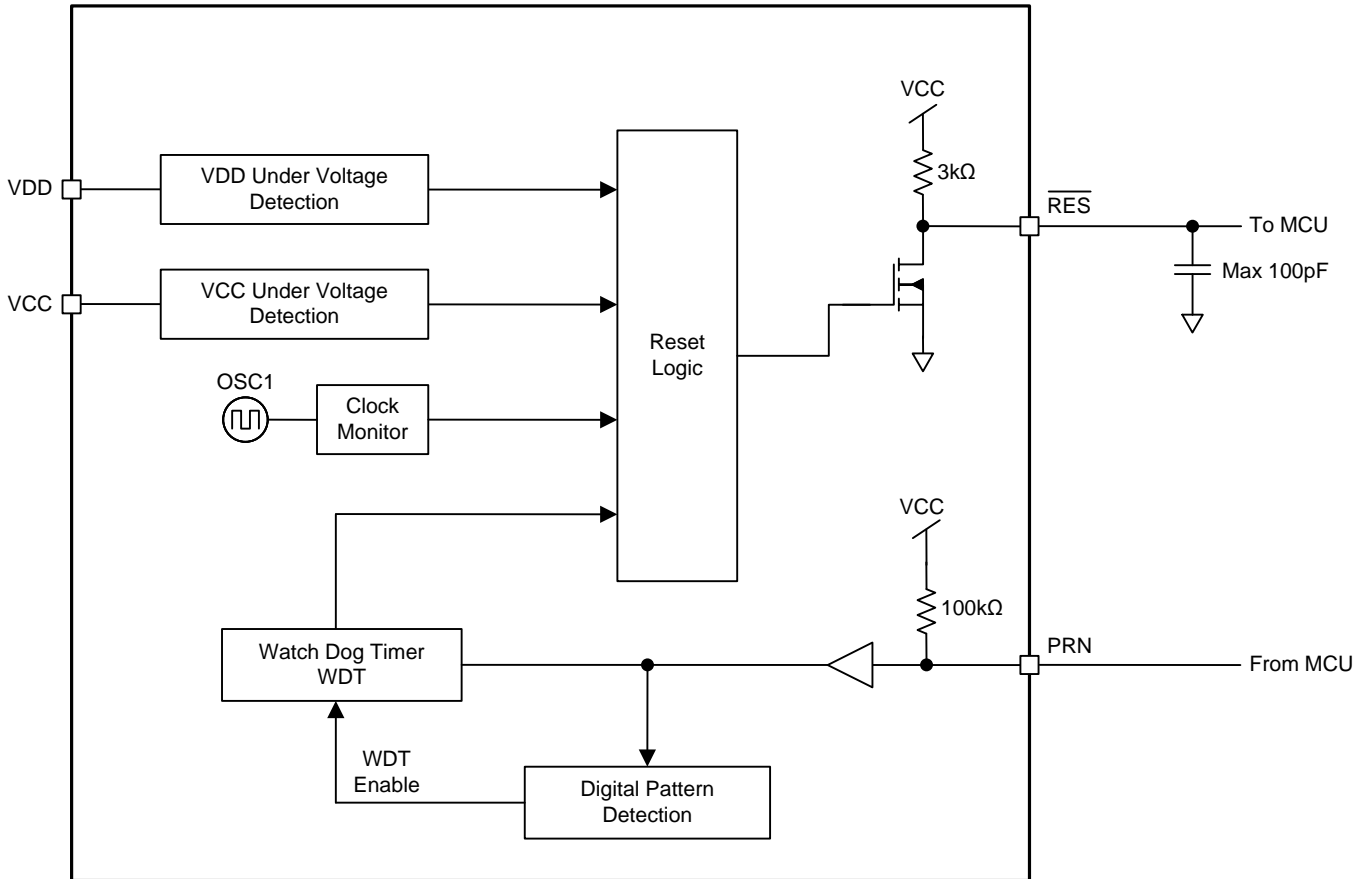 VCC
3kΩ
VDD
VDD Under Voltage
Detection
RES
To MCU
Max 100pF
VCC
VCC Under Voltage
Detection
Reset
Logic
OSC1
Clock
Monitor
VCC
100kΩ
PRN
From MCU
Watch Dog Timer
WDT
WDT
Enable
Digital Pattern
Detection